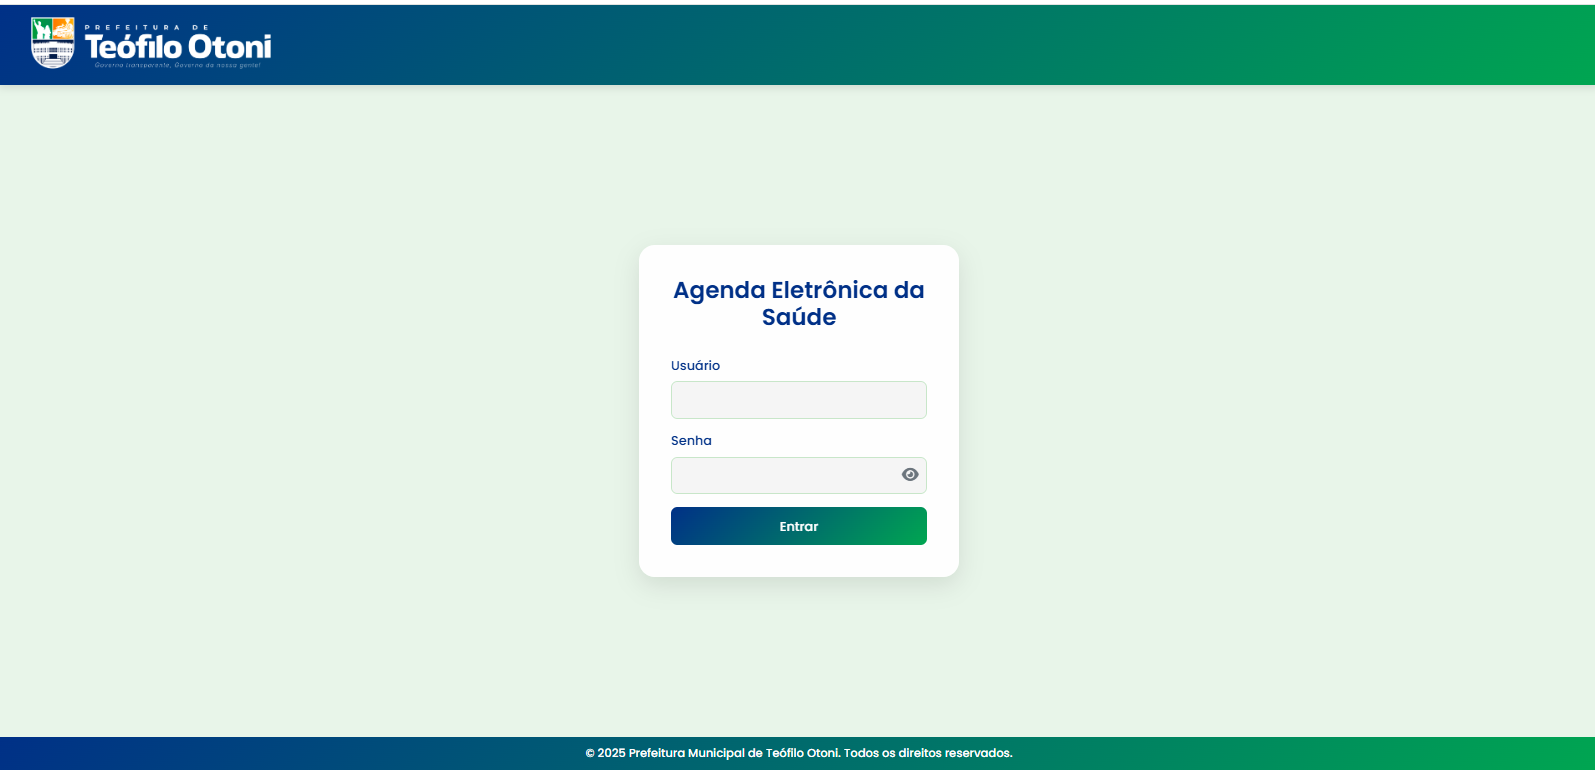 PREFEITURA DE
Teófilo Otoni
Governo transparente, Governo da nossa gente!
Agenda Eletrônica da
Saúde
Usuário
Senha
Entrar
© 2025 Prefeitura Municipal de Teófilo Otoni. Todos os direitos reservados.